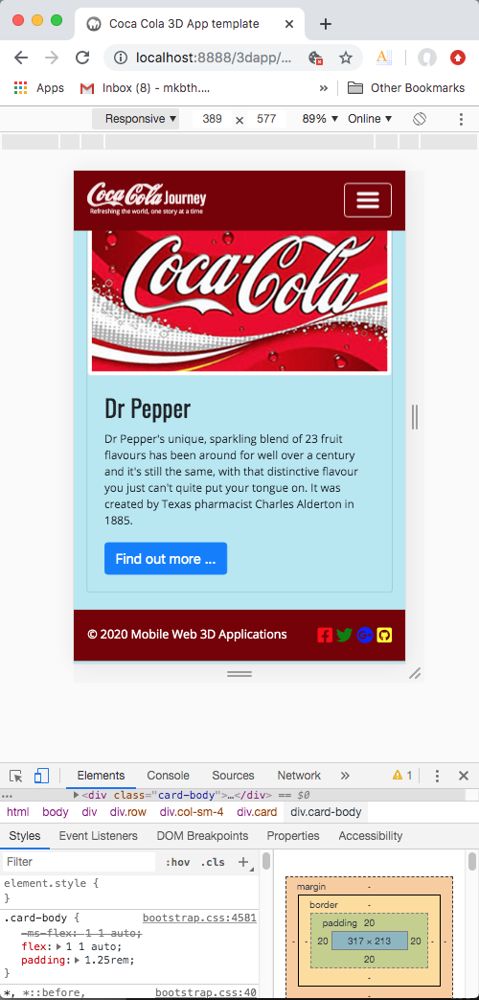 Coca Cola 3D App template
localhost:8888/3dapp/...
Apps
Inbox (8) - mkbth....
»
Other Bookmarks
Responsive ▼ 389 × 577 89% ▼ Online ▼
Coca-Cola Journey
Refreshing the world, one story at a time
Coca-Cola
Dr Pepper
Dr Pepper's unique, sparkling blend of 23 fruit
flavours has been around for well over a century
and it's still the same, with that distinctive flavour
you just can't quite put your tongue on. It was
created by Texas pharmacist Charles Alderton in
1885.
Find out more ...
© 2020 Mobile Web 3D Applications
Elements Console Sources Network » 1
... ▶<div class="card-body">…</div> == $0
html body div div.row div.col-sm-4 div.card div.card-body
Styles Event Listeners DOM Breakpoints Properties Accessibility
Filter :hov .cls +
element.style {
}
.card-body { bootstrap.css:4581
-ms-flex: 1 1 auto;
flex: ▶ 1 1 auto;
padding: ▶ 1.25rem;
}
*, *::before, bootstrap.css:40
margin -
border -
padding 20
- - 20 317 × 213 20 - -
20
-